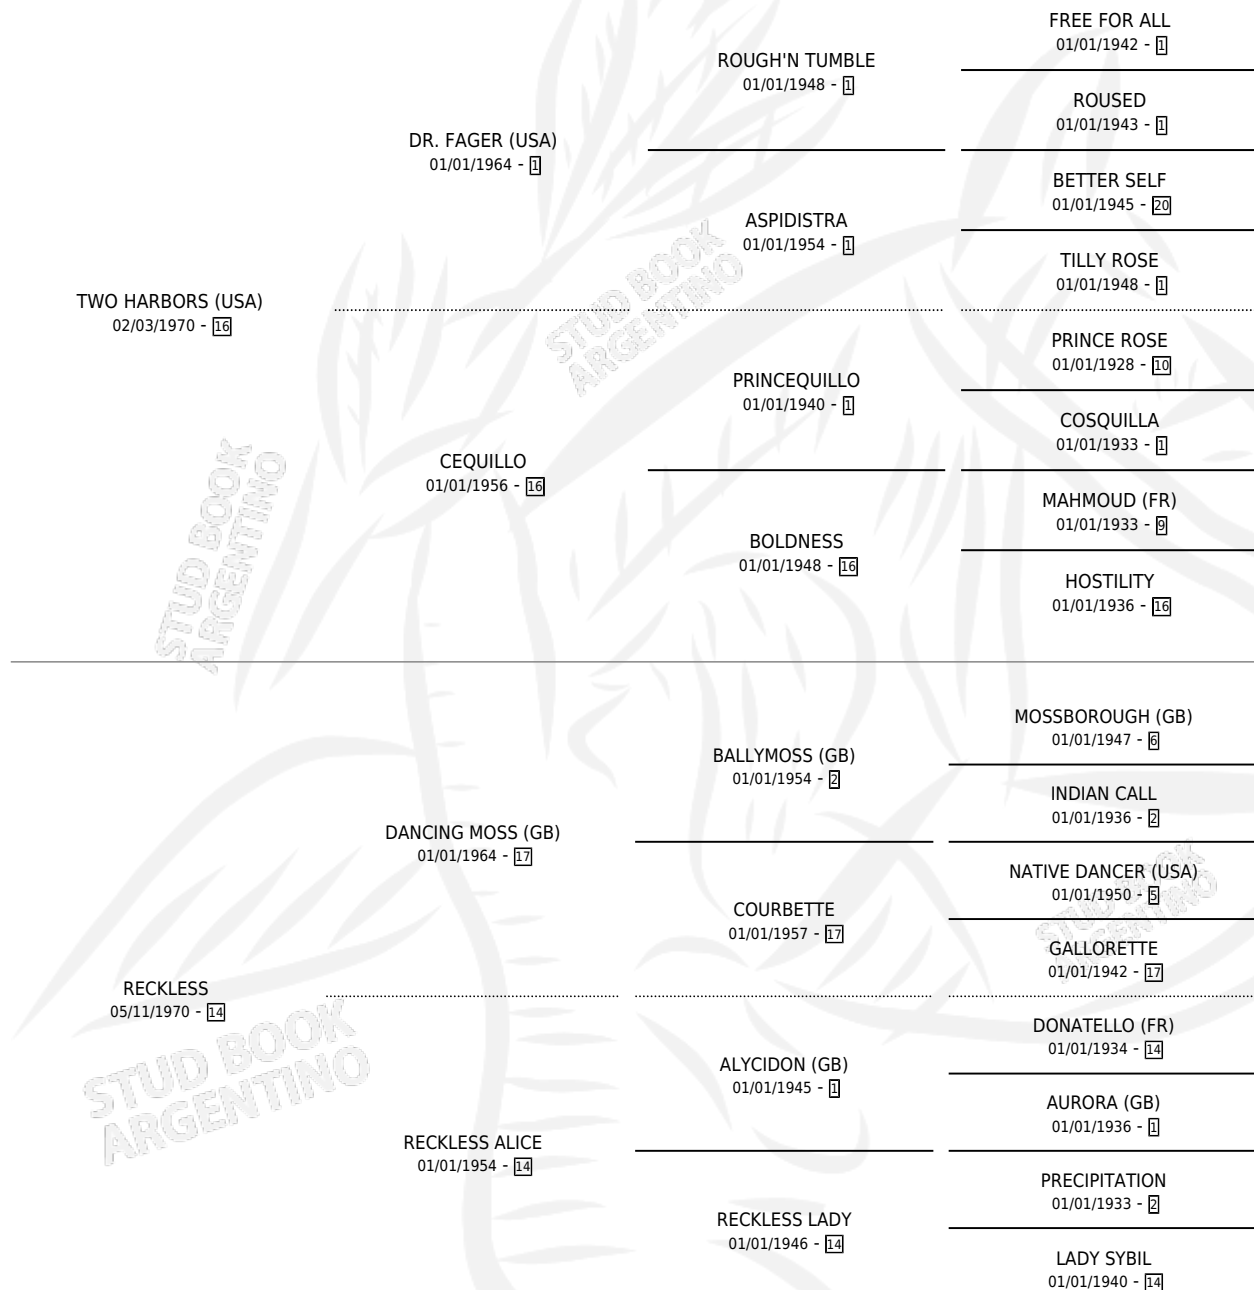 FREE FOR ALL
01/01/1942 - 1
ROUGH'N TUMBLE
01/01/1948 - 1
ROUSED
01/01/1943 - 1
DR. FAGER (USA)
01/01/1964 - 1
BETTER SELF
01/01/1945 - 20
ASPIDISTRA
01/01/1954 - 1
TILLY ROSE
01/01/1948 - 1
TWO HARBORS (USA)
02/03/1970 - 16
PRINCE ROSE
01/01/1928 - 10
PRINCEQUILLO
01/01/1940 - 1
COSQUILLA
01/01/1933 - 1
CEQUILLO
01/01/1956 - 16
MAHMOUD (FR)
01/01/1933 - 9
BOLDNESS
01/01/1948 - 16
HOSTILITY
01/01/1936 - 16
MOSSBOROUGH (GB)
01/01/1947 - 6
BALLYMOSS (GB)
01/01/1954 - 2
INDIAN CALL
01/01/1936 - 2
DANCING MOSS (GB)
01/01/1964 - 17
NATIVE DANCER (USA)
01/01/1950 - 5
COURBETTE
01/01/1957 - 17
GALLORETTE
01/01/1942 - 17
RECKLESS
05/11/1970 - 14
DONATELLO (FR)
01/01/1934 - 14
ALYCIDON (GB)
01/01/1945 - 1
AURORA (GB)
01/01/1936 - 1
RECKLESS ALICE
01/01/1954 - 14
PRECIPITATION
01/01/1933 - 2
RECKLESS LADY
01/01/1946 - 14
LADY SYBIL
01/01/1940 - 14
STUD BOOK
ARGENTINO
STUD BOOK
ARGENTINO
STUD BOOK
ARGENTINO
STUD BOOK
ARGENTINO